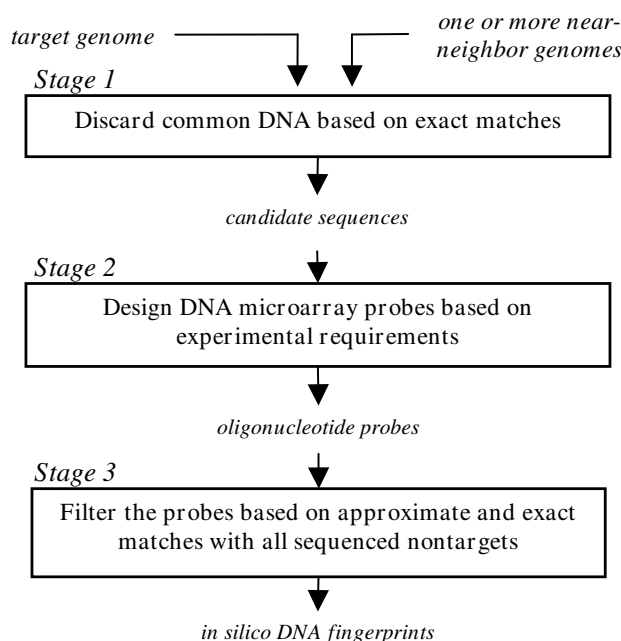 target genome
one or more near-
neighbor genomes
Stage 1
Discard common DNA based on exact matches
candidate sequences
Stage 2
Design DNA microarray probes based on
experimental requirements
oligonucleotide probes
Stage 3
Filter the probes based on approximate and exact
matches with all sequenced nontargets
in silico DNA fingerprints